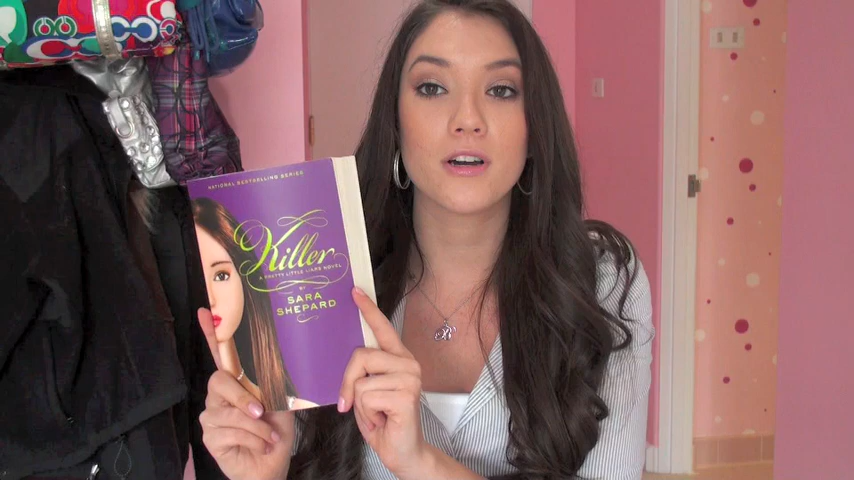 NATIONAL BESTSELLING SERIES
Killer
A PRETTY LITTLE LIARS NOVEL
BY
SARA
SHEPARD
B